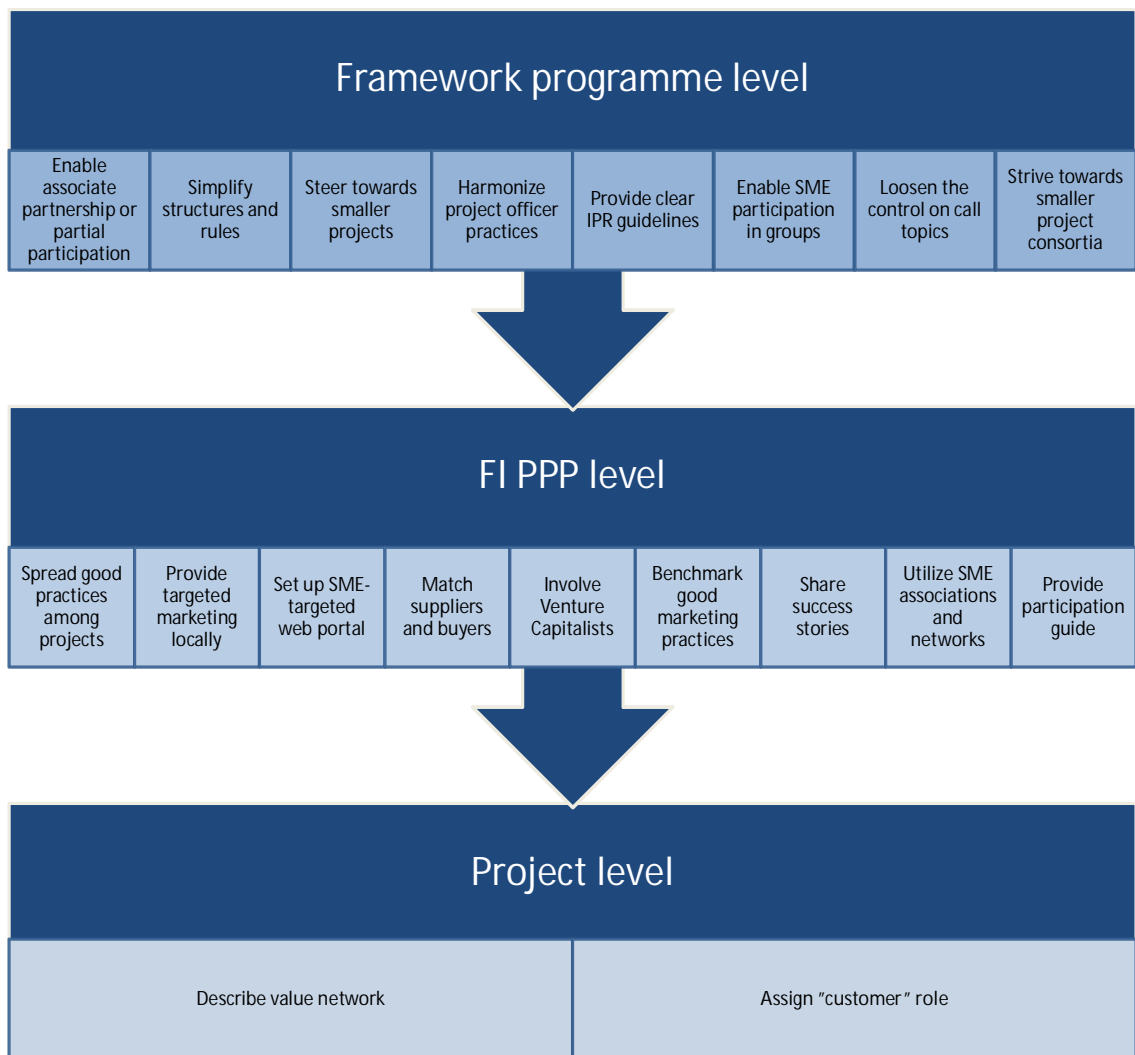 Framework programme level
Enable
associate
partnership or
partial
participation
Simplify
structures and
rules
Steer towards
smaller
projects
Harmonize
project officer
practices
Provide clear
IPR guidelines
Enable SME
participation
in groups
Loosen the
control on call
topics
Strive towards
smaller
project
consortia
FI PPP level
Spread good
practices
among
projects
Provide
targeted
marketing
locally
Set up SME-
targeted
web portal
Match
suppliers
and buyers
Involve
Venture
Capitalists
Benchmark
good
marketing
practices
Share
success
stories
Utilize SME
associations
and
networks
Provide
participation
guide
Project level
Describe value network
Assign ”customer” role